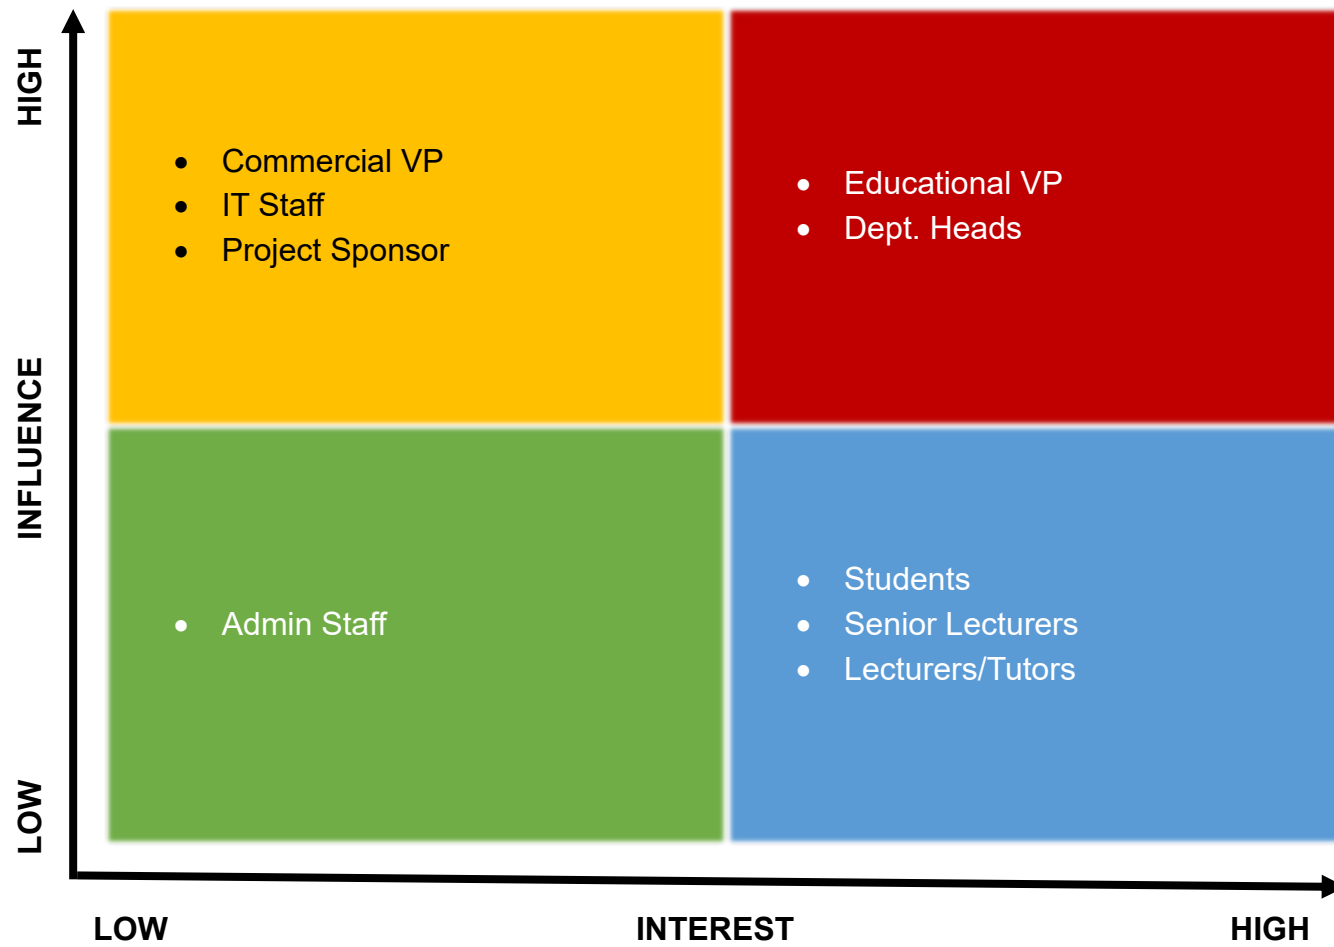 HIGH
INFLUENCE
LOW
• Commercial VP
• IT Staff
• Project Sponsor
• Educational VP
• Dept. Heads
• Admin Staff
• Students
• Senior Lecturers
• Lecturers/Tutors
LOW INTEREST HIGH